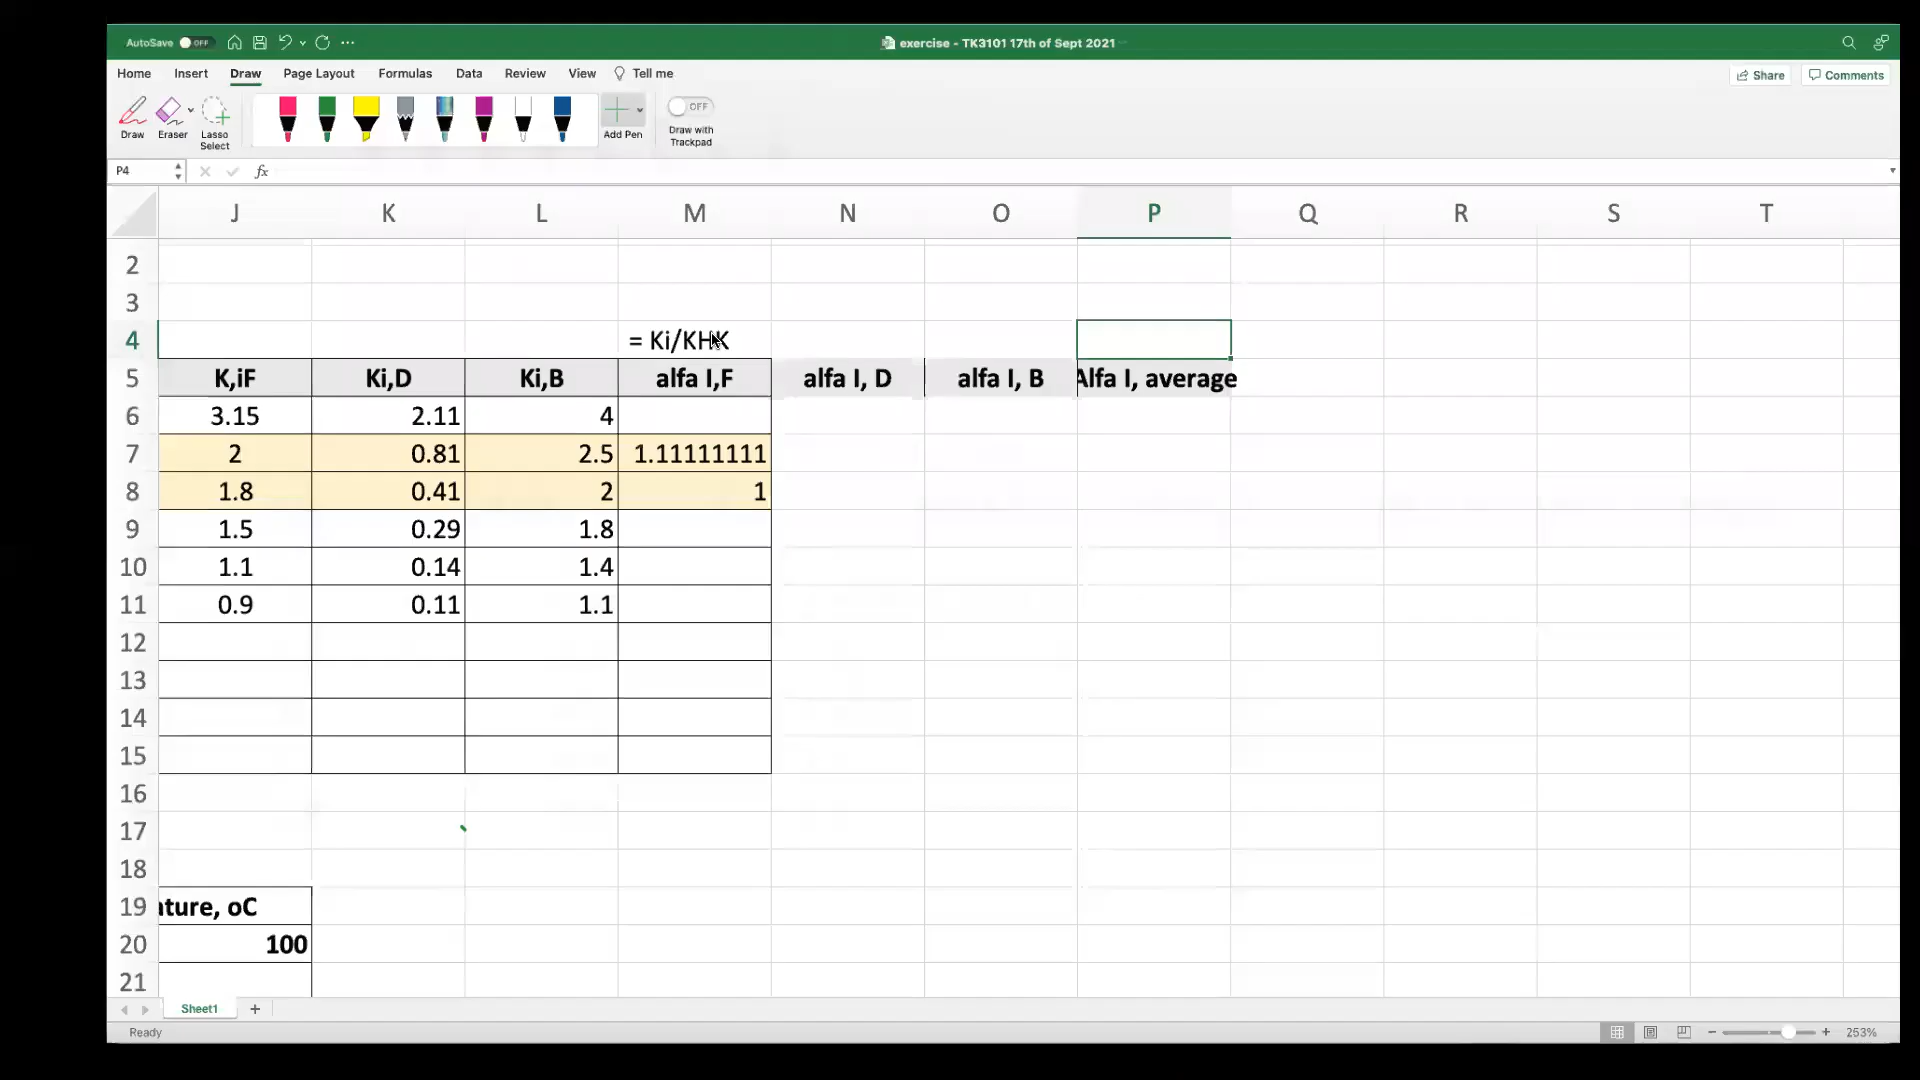 AutoSave OFF
exercise - TK3101 17th of Sept 2021
Home Insert Draw Page Layout Formulas Data Review View Tell me
Share Comments
Draw Eraser Lasso Select Add Pen OFF Draw with Trackpad
P4 fx
J K L M N O P Q R S T
2
3
4 = Ki/KHK
5 K,iF Ki,D Ki,B alfa I,F alfa I, D alfa I, B Alfa I, average
6 3.15 2.11 4
7 2 0.81 2.5 1.11111111
8 1.8 0.41 2 1
9 1.5 0.29 1.8
10 1.1 0.14 1.4
11 0.9 0.11 1.1
12
13
14
15
16
17
18
19 ature, oC
20 100
21
Sheet1 +
Ready 253%